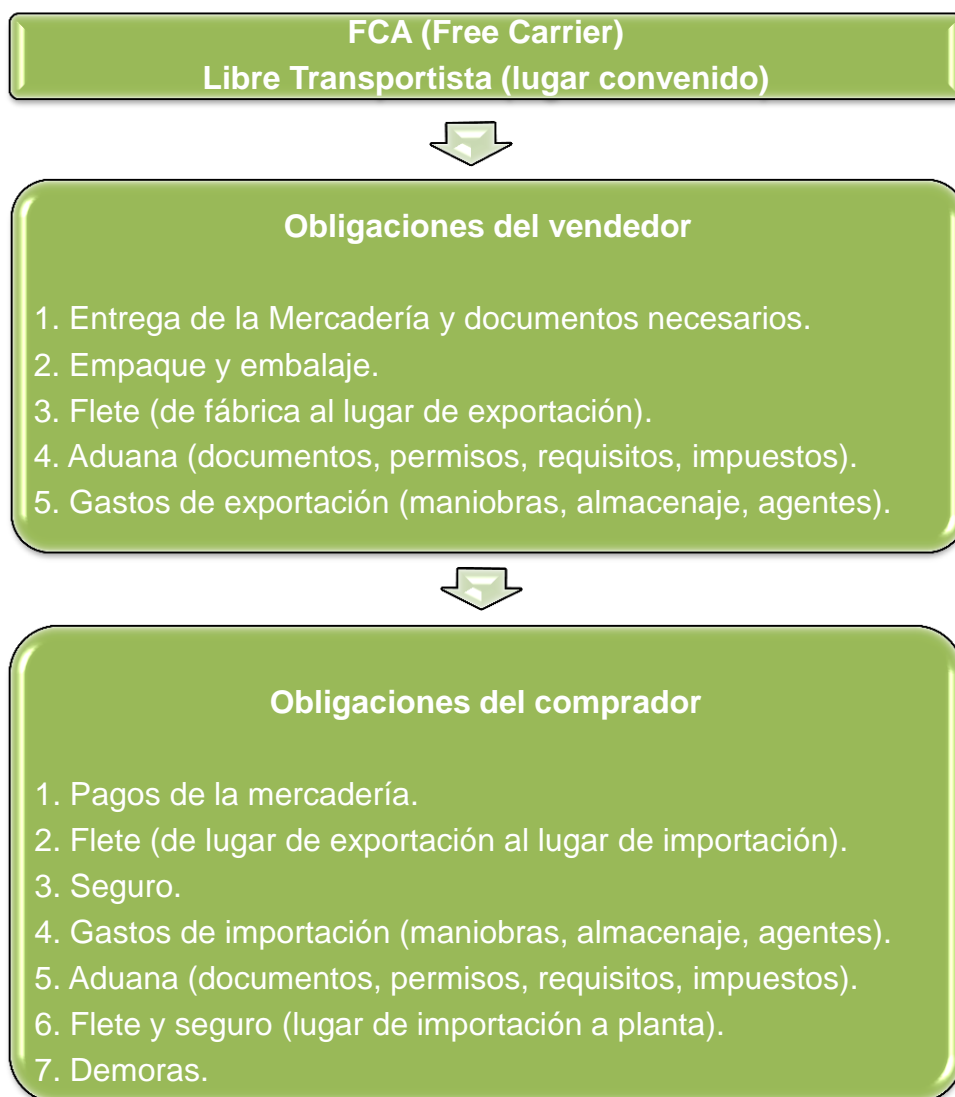 FCA (Free Carrier)
Libre Transportista (lugar convenido)
Obligaciones del vendedor
1. Entrega de la Mercadería y documentos necesarios.
2. Empaque y embalaje.
3. Flete (de fábrica al lugar de exportación).
4. Aduana (documentos, permisos, requisitos, impuestos).
5. Gastos de exportación (maniobras, almacenaje, agentes).
Obligaciones del comprador
1. Pagos de la mercadería.
2. Flete (de lugar de exportación al lugar de importación).
3. Seguro.
4. Gastos de importación (maniobras, almacenaje, agentes).
5. Aduana (documentos, permisos, requisitos, impuestos).
6. Flete y seguro (lugar de importación a planta).
7. Demoras.